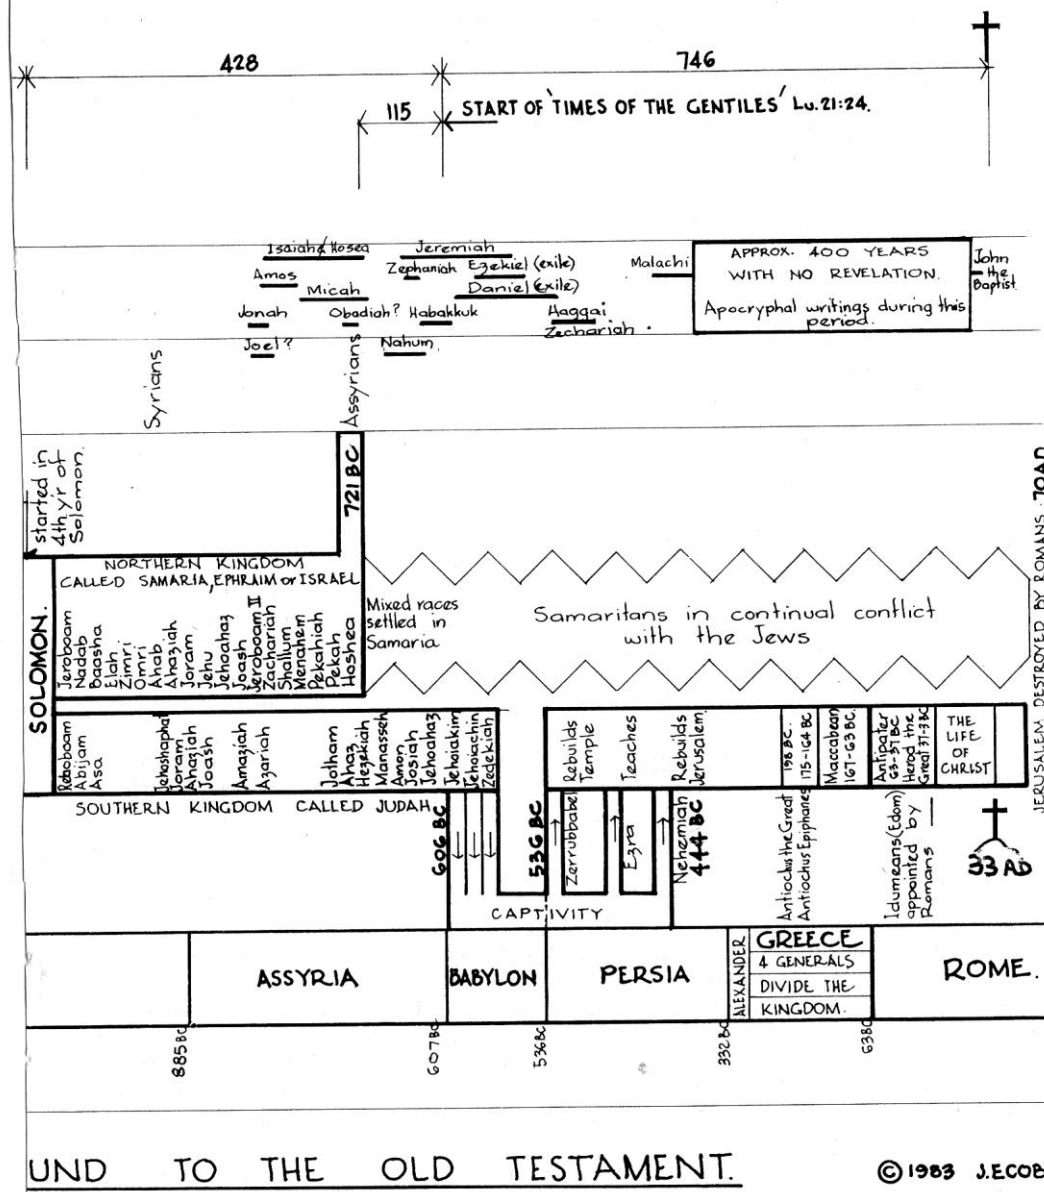 428
746
115
START OF 'TIMES OF THE GENTILES' Lu.21:24.
Isaiah & Hosea
Jeremiah
Amos
Zephaniah
Ezekiel (exile)
Malachi
Micah
Daniel (Exile)
Jonah
Obadiah?
Habakkuk
Haggai
Zechariah.
Joel?
Nahum
APPROX. 400 YEARS
WITH NO REVELATION.
Apocryphal writings during this
period.
John
the
Baptist
Syrians
Assyrians
started in
4th yr of
Solomon.
721 BC
SOLOMON.
NORTHERN KINGDOM
CALLED SAMARIA, EPHRAIM or ISRAEL
Jeroboam
Nadab
Baasha
Elah
Zimri
Omri
Ahab
Ahaziah
Joram
Jehu
Jehoahaz
Joash
Jeroboam II
Zachariah
Shallum
Menahem
Pekahiah
Pekah
Hoshea
Mixed races
settled in
Samaria
Samaritans in continual conflict
with the Jews
JERUSALEM DESTROYED BY ROMANS. 70AD
Rehoboam
Abijam
Asa
Jehoshaphat
Joram
Ahaziah
Joash
Amaziah
Azariah
Jotham
Ahaz
Hezekiah
Manasseh
Amon
Josiah
Jehoahaz
Jehoiakim
Jehoiachin
Zedekiah
Rebuilds
Temple
Teaches
Rebuilds
Jerusalem.
198 BC.
175-164 BC
Maccabean
167-63 BC.
Antipater
63-37 BC
Herod the
Great 37-3 BC
THE
LIFE
OF
CHRIST
SOUTHERN KINGDOM CALLED JUDAH
606 BC
536 BC
Zerrubbabel
Ezra
Nehemiah
444 BC
Antiochus the Great
Antiochus Epiphanes
Idumeans (Edom)
appointed by
Romans
33 AD
CAPTIVITY
ASSYRIA
BABYLON
PERSIA
ALEXANDER
GREECE
4 GENERALS
DIVIDE THE
KINGDOM.
ROME.
885BC
607BC
536BC
332BC
63BC
UND TO THE OLD TESTAMENT.
© 1983 J.ECOB